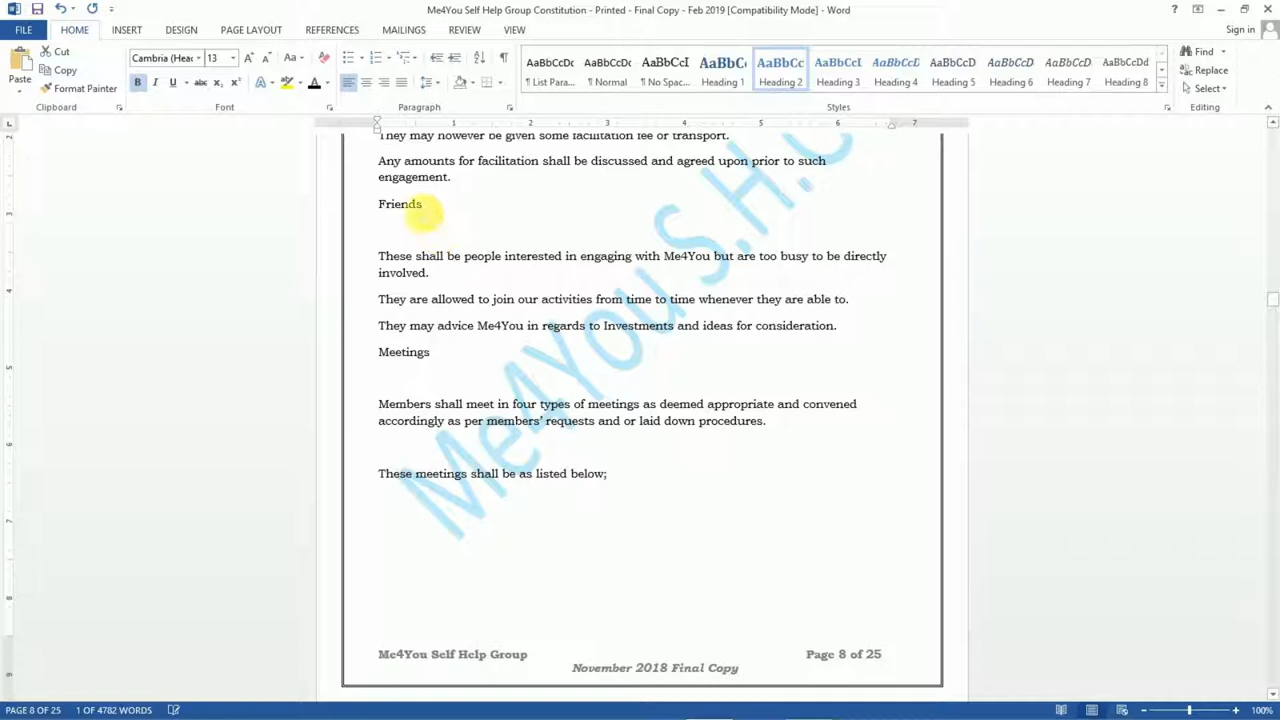 Me4You Self Help Group Constitution - Printed - Final Copy - Feb 2019 [Compatibility Mode] - Word
FILE HOME INSERT DESIGN PAGE LAYOUT REFERENCES MAILINGS REVIEW VIEW Sign in
Paste
Cut
Copy
Format Painter
Clipboard
Cambria (Head 13
Font
Paragraph
AaBbCcDc AaBbCcDc AaBbCcI AaBbC AaBbCc AaBbCcI AaBbCcI AaBbCcD AaBbCcD AaBbCcD AaBbCcDd
¶ List Para... ¶ Normal ¶ No Spac... Heading 1 Heading 2 Heading 3 Heading 4 Heading 5 Heading 6 Heading 7 Heading 8
Styles
Find
Replace
Select
Editing
1 2 3 4 5 6 7
They may however be given some facilitation fee or transport.
Any amounts for facilitation shall be discussed and agreed upon prior to such
engagement.
Friends
These shall be people interested in engaging with Me4You but are too busy to be directly
involved.
They are allowed to join our activities from time to time whenever they are able to.
They may advice Me4You in regards to Investments and ideas for consideration.
Meetings
Members shall meet in four types of meetings as deemed appropriate and convened
accordingly as per members' requests and or laid down procedures.
These meetings shall be as listed below;
Me4You S.H.
Me4You Self Help Group Page 8 of 25
November 2018 Final Copy
PAGE 8 OF 25 1 OF 4782 WORDS 100%